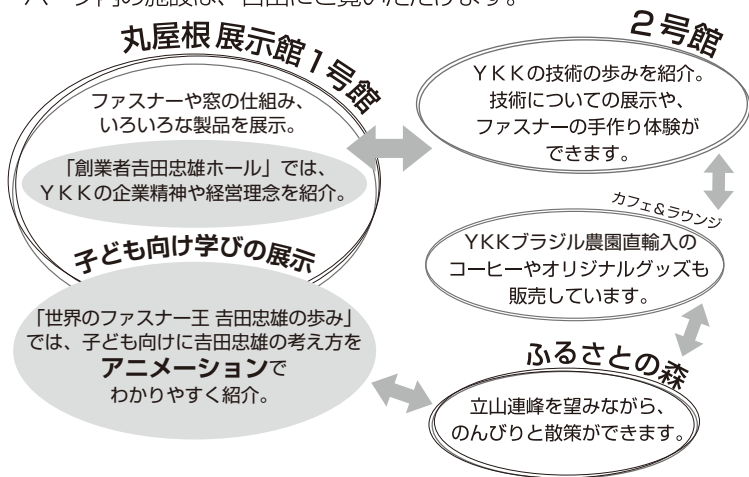 パーク内の施設は、自由にご覧いただけます。
丸屋根 展示館1号館
ファスナーや窓の仕組み、
いろいろな製品を展示。
「創業者𠮷田忠雄ホール」では、
YKKの企業精神や経営理念を紹介。
子ども向け学びの展示
「世界のファスナー王 𠮷田忠雄の歩み」
では、子ども向けに𠮷田忠雄の考え方を
アニメーションで
わかりやすく紹介。
2号館
YKKの技術の歩みを紹介。
技術についての展示や、
ファスナーの手作り体験が
できます。
カフェ&ラウンジ
YKKブラジル農園直輸入の
コーヒーやオリジナルグッズも
販売しています。
ふるさとの森
立山連峰を望みながら、
のんびりと散策ができます。